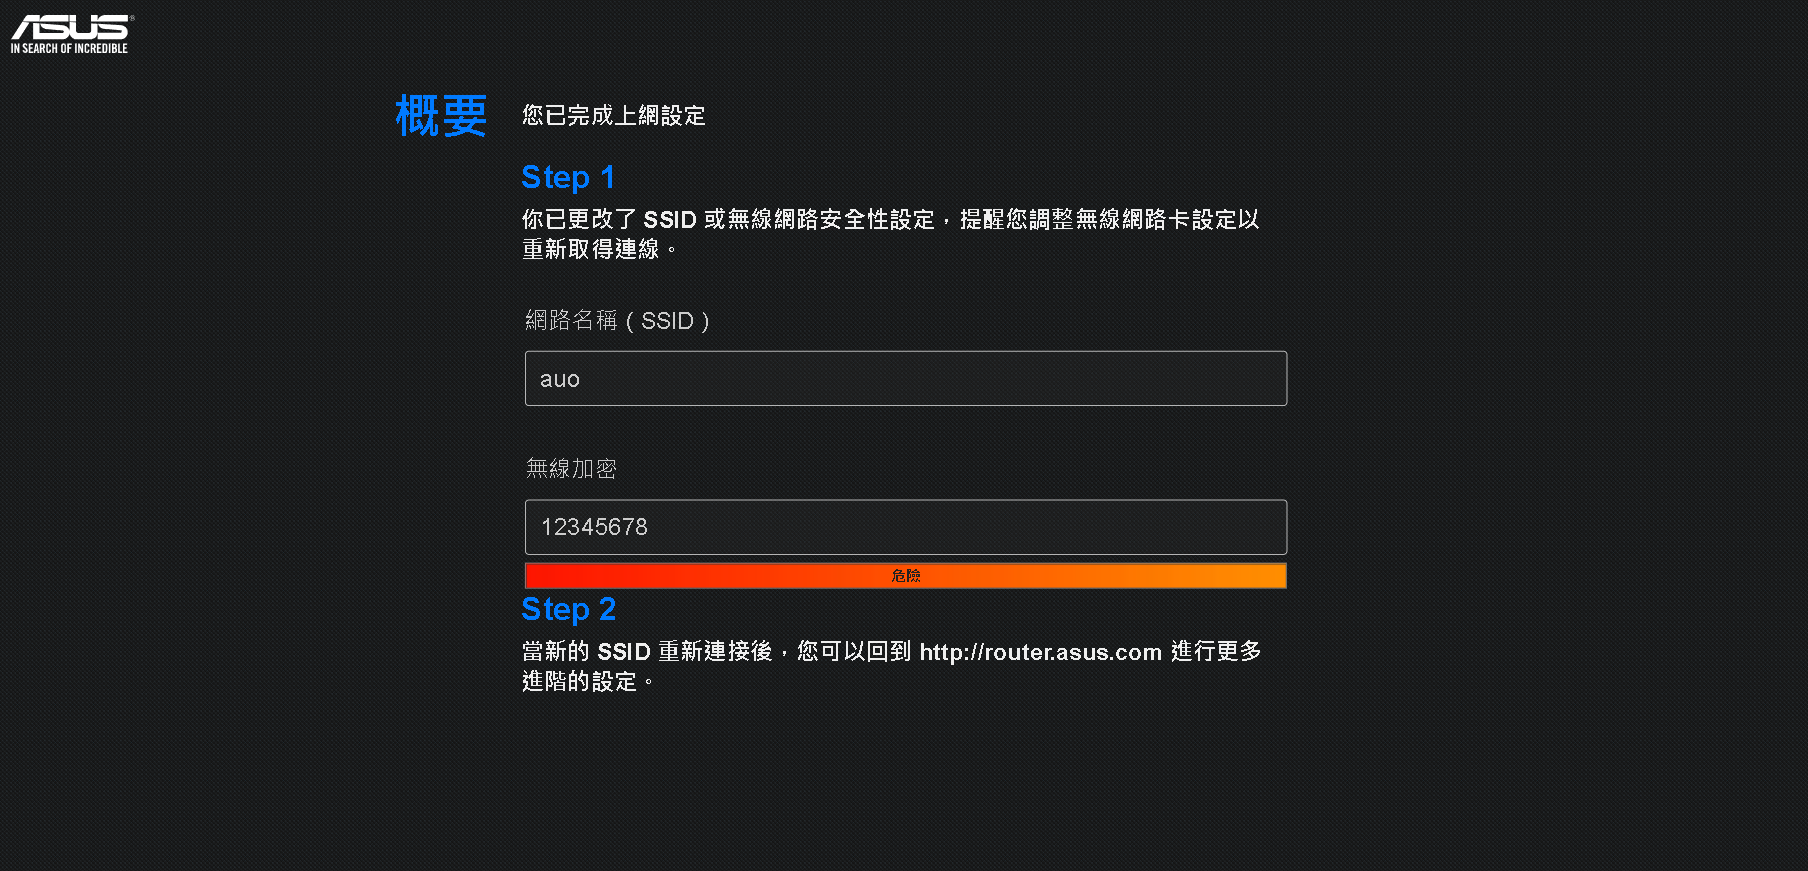 ASUS®
IN SEARCH OF INCREDIBLE
概要
您已完成上網設定
Step 1
你已更改了 SSID 或無線網路安全性設定，提醒您調整無線網路卡設定以
重新取得連線。
網路名稱 ( SSID )
auo
無線加密
12345678
危險
Step 2
當新的 SSID 重新連接後，您可以回到 http://router.asus.com 進行更多
進階的設定。